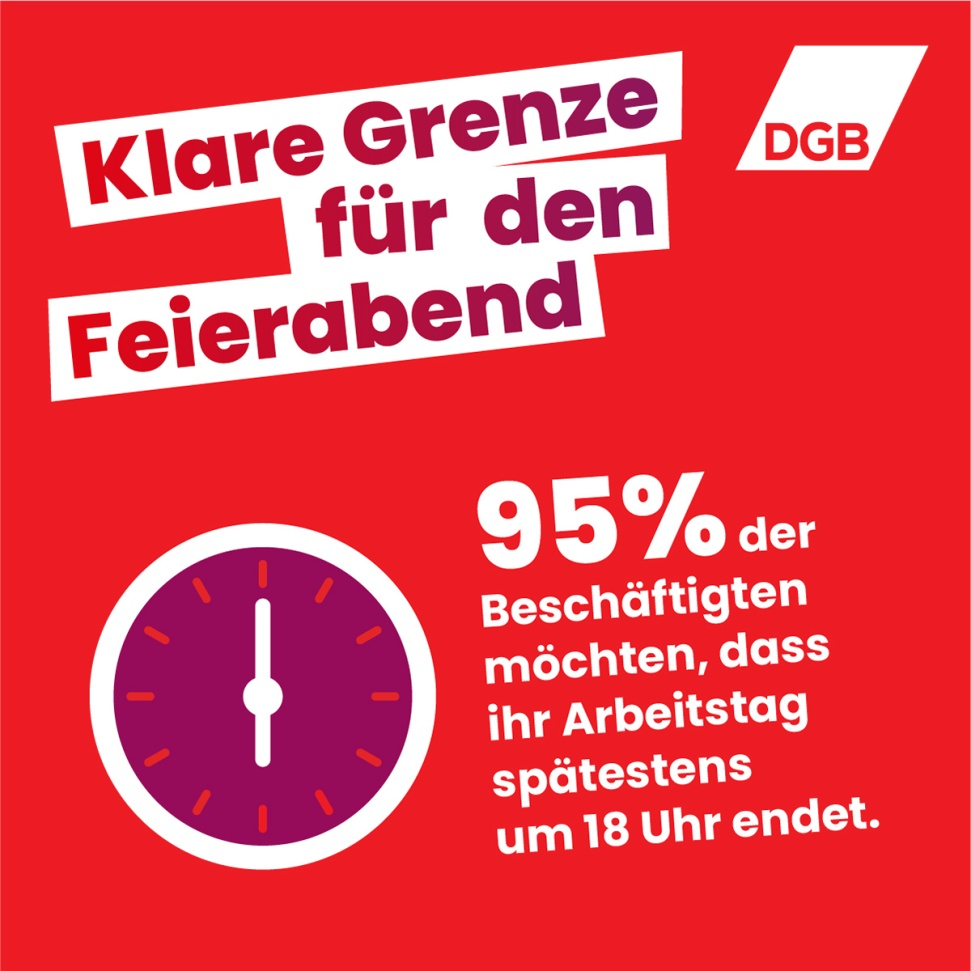 Klare Grenze
für den
Feierabend
DGB
95% der
Beschäftigten
möchten, dass
ihr Arbeitstag
spätestens
um 18 Uhr endet.